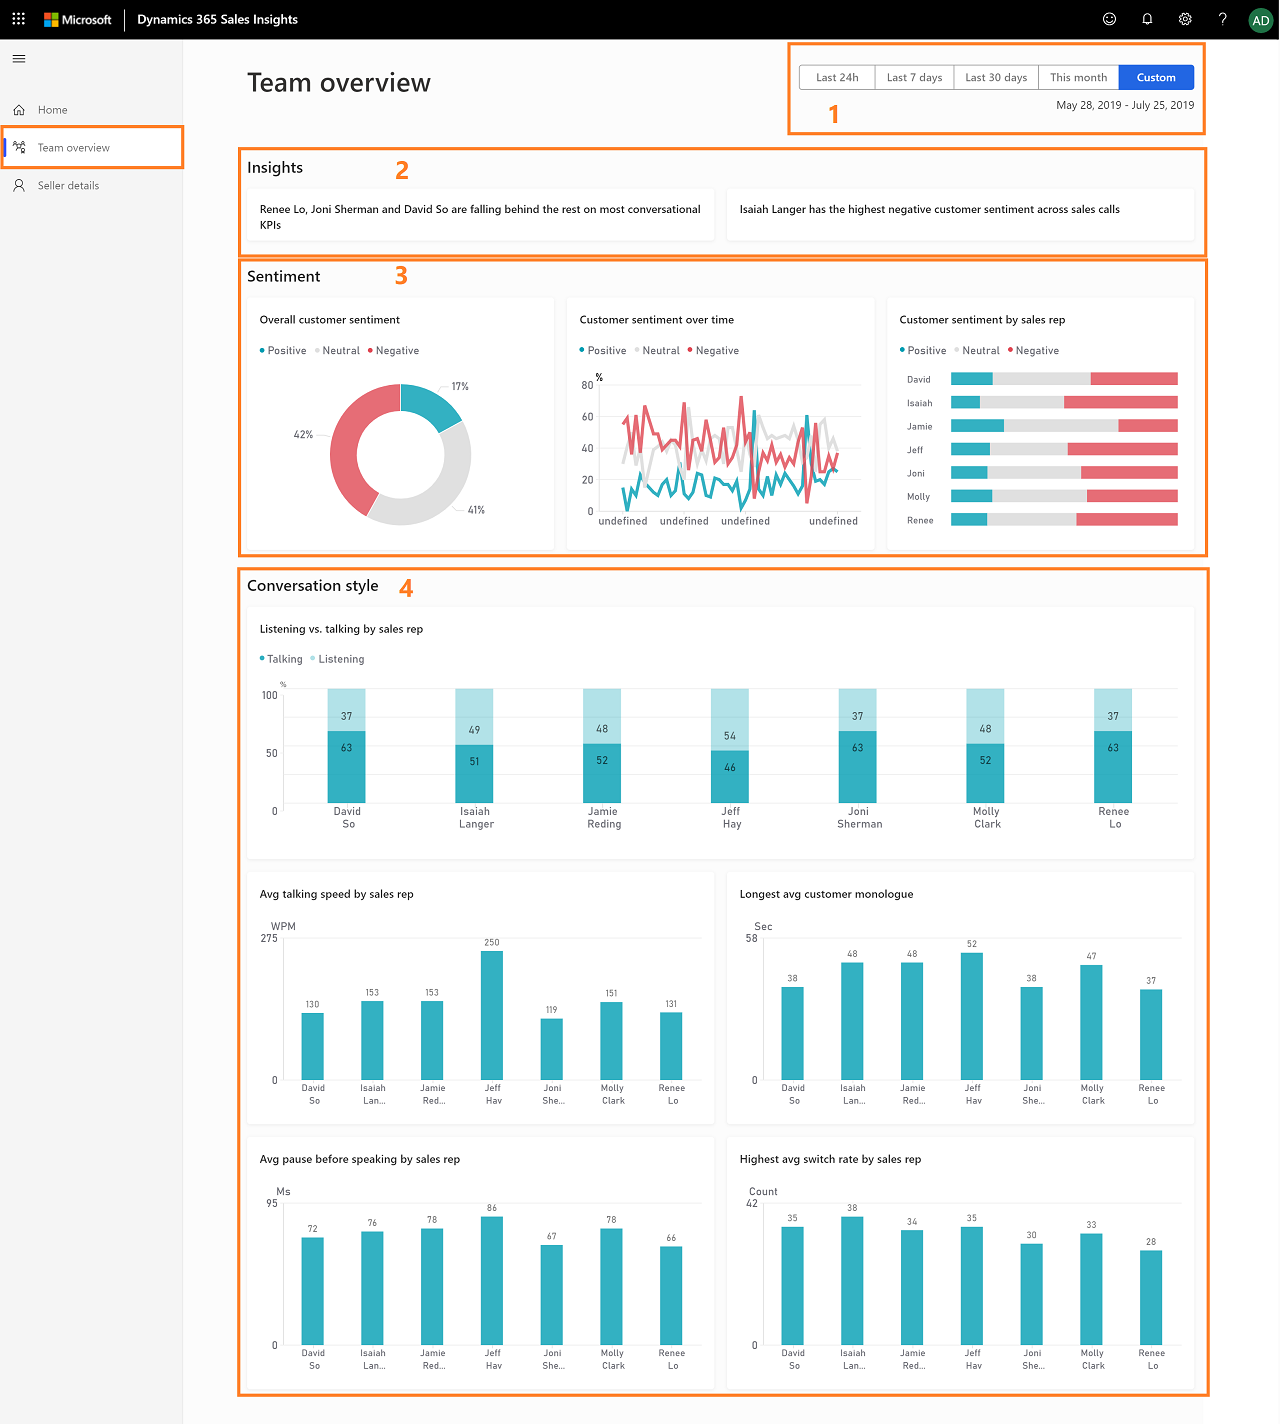 Microsoft
Dynamics 365 Sales Insights
?
AD
Home
Team overview
Seller details
Team overview
Last 24h
Last 7 days
Last 30 days
This month
Custom
1
May 28, 2019 - July 25, 2019
Insights
2
Renee Lo, Joni Sherman and David So are falling behind the rest on most conversational
KPIs
Isaiah Langer has the highest negative customer sentiment across sales calls
Sentiment
3
Overall customer sentiment
Positive Neutral Negative
17%
42%
41%
Customer sentiment over time
Positive Neutral Negative
%
80
60
40
20
0
undefined undefined undefined undefined
Customer sentiment by sales rep
Positive Neutral Negative
David
Isaiah
Jamie
Jeff
Joni
Molly
Renee
Conversation style
4
Listening vs. talking by sales rep
Talking Listening
%
100
50
0
37 49 48 54 37 48 37
63 51 52 46 63 52 63
David Isaiah Jamie Jeff Joni Molly Renee
So Langer Reding Hay Sherman Clark Lo
Avg talking speed by sales rep
WPM
275
0
130 153 153 250 119 151 131
David Isaiah Jamie Jeff Joni Molly Renee
So Lan... Red... Hav She... Clark Lo
Longest avg customer monologue
Sec
58
0
38 48 48 52 38 47 37
David Isaiah Jamie Jeff Joni Molly Renee
So Lan... Red... Hav She... Clark Lo
Avg pause before speaking by sales rep
Ms
95
0
72 76 78 86 67 78 66
David Isaiah Jamie Jeff Joni Molly Renee
So Lan... Red... Hav She... Clark Lo
Highest avg switch rate by sales rep
Count
42
0
35 38 34 35 30 33 28
David Isaiah Jamie Jeff Joni Molly Renee
So Lan... Red... Hav She... Clark Lo